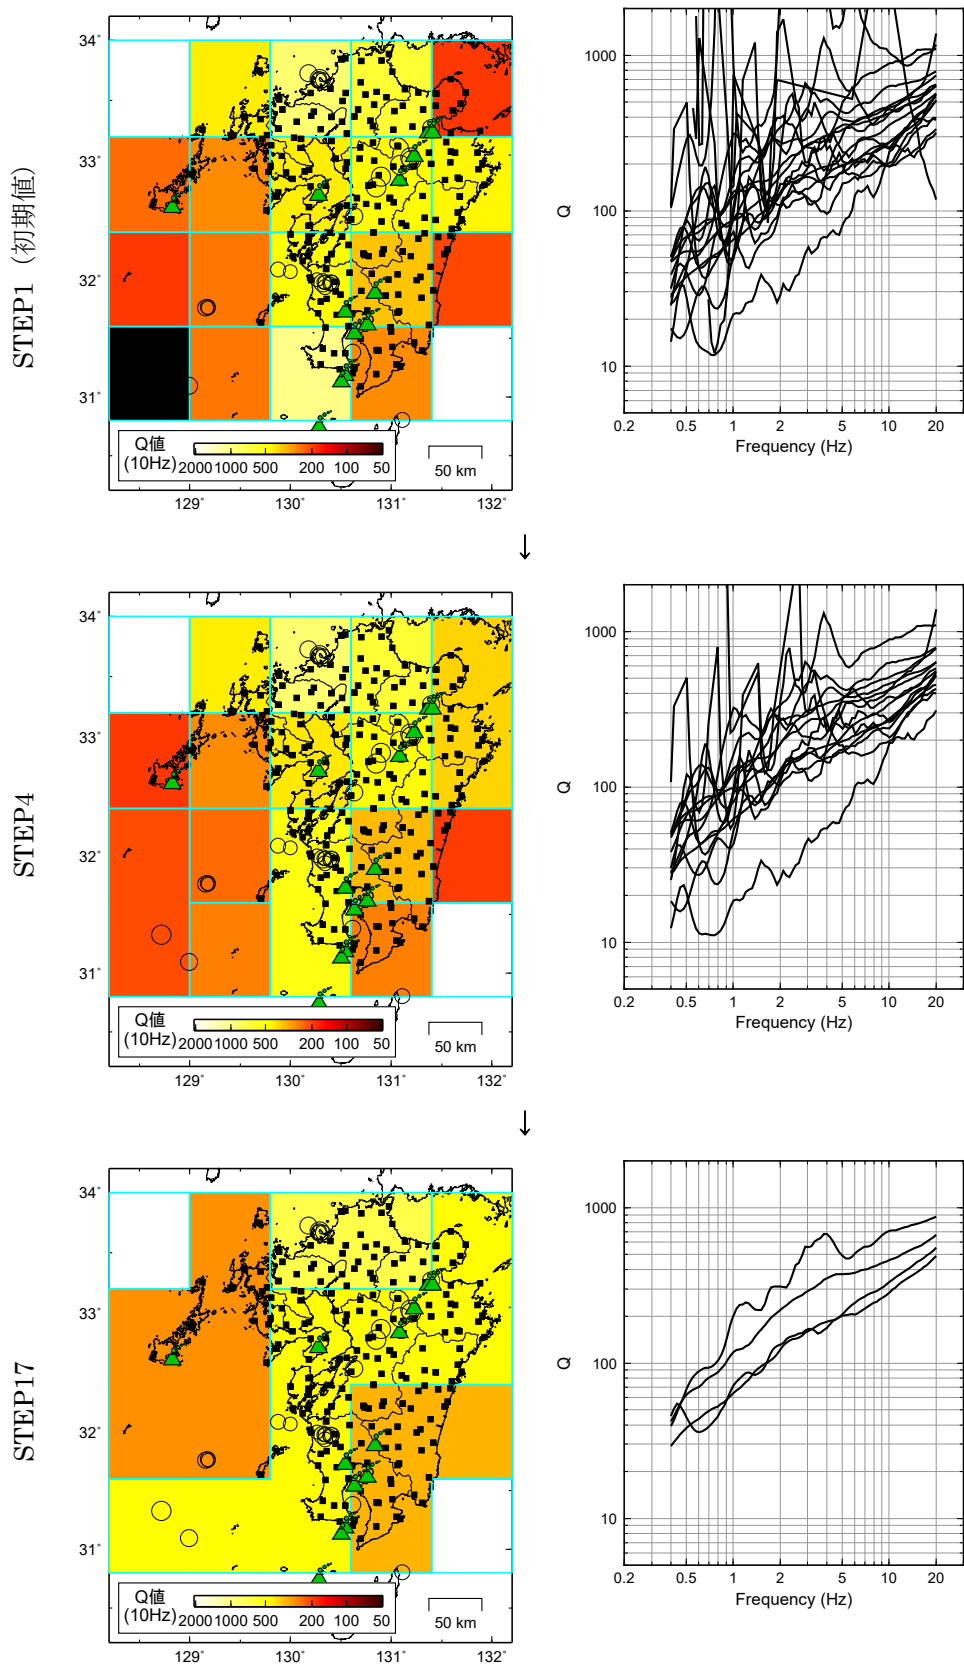 STEP1 (初期値)
34°
33°
32°
31°
Q値
(10Hz)
2000 1000 500 200 100 50
50 km
129° 130° 131° 132°
Q
1000
100
10
0.2 0.5 1 2 5 10 20
Frequency (Hz)
↓
STEP4
34°
33°
32°
31°
Q値
(10Hz)
2000 1000 500 200 100 50
50 km
129° 130° 131° 132°
Q
1000
100
10
0.2 0.5 1 2 5 10 20
Frequency (Hz)
↓
STEP17
34°
33°
32°
31°
Q値
(10Hz)
2000 1000 500 200 100 50
50 km
129° 130° 131° 132°
Q
1000
100
10
0.2 0.5 1 2 5 10 20
Frequency (Hz)